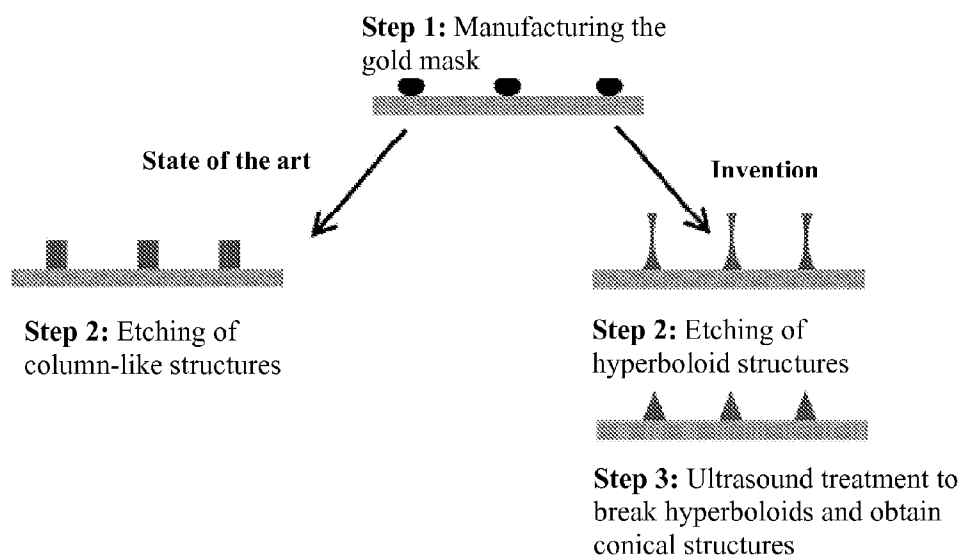 Step 1: Manufacturing the
gold mask
State of the art
Invention
Step 2: Etching of
column-like structures
Step 2: Etching of
hyperboloid structures
Step 3: Ultrasound treatment to
break hyperboloids and obtain
conical structures